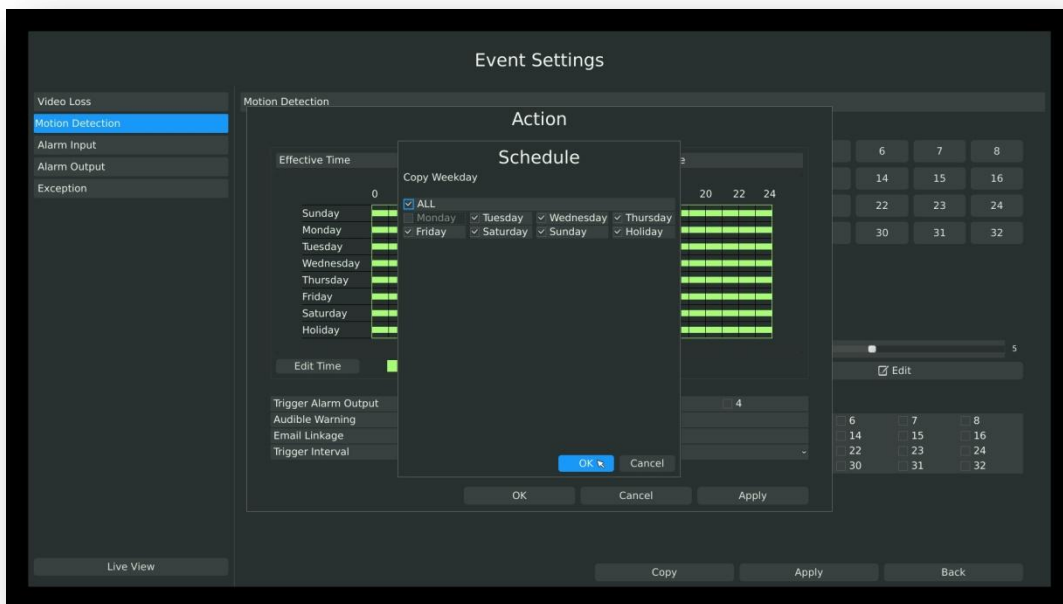 Event Settings
Video Loss
Motion Detection
Alarm Input
Alarm Output
Exception
Live View
Motion Detection
Action
Effective Time
0 20 22 24
Sunday
Monday
Tuesday
Wednesday
Thursday
Friday
Saturday
Holiday
Edit Time
Trigger Alarm Output 4
Audible Warning
Email Linkage
Trigger Interval
OK Cancel Apply
Schedule
Copy Weekday
ALL
Monday Tuesday Wednesday Thursday
Friday Saturday Sunday Holiday
OK Cancel
6 7 8
14 15 16
22 23 24
30 31 32
5
Edit
6 7 8
14 15 16
22 23 24
30 31 32
Copy Apply Back